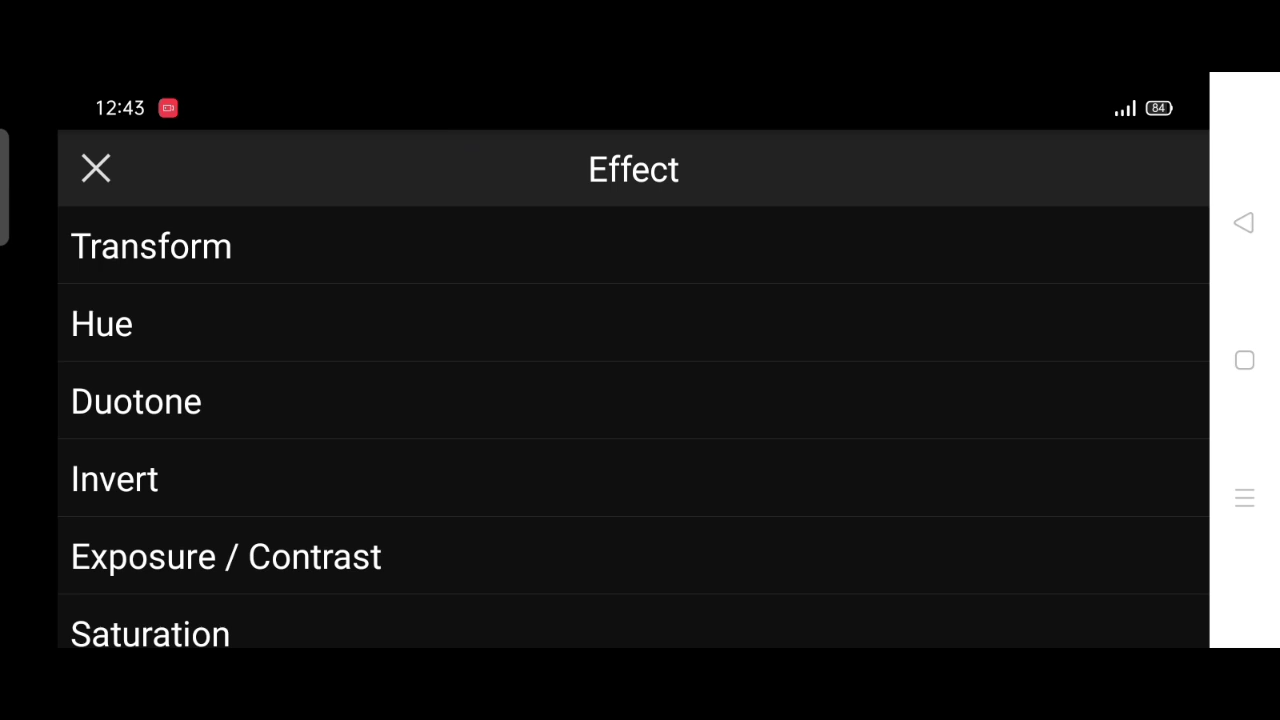 12:43
84
Effect
Transform
Hue
Duotone
Invert
Exposure / Contrast
Saturation